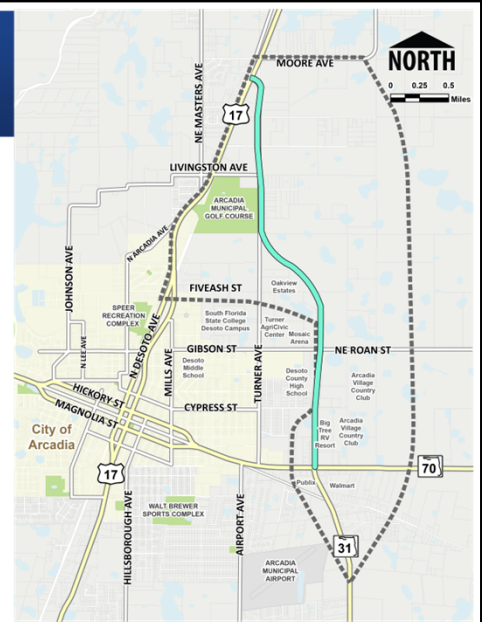 MOORE AVE
NORTH
0 0.25 0.5
Miles
NE MASTERS AVE
17
LIVINGSTON AVE
ARCADIA
MUNICIPAL
GOLF COURSE
N ARCADIA AVE
JOHNSON AVE
FIVEASH ST
Oakview
Estates
SPEER
RECREATION
COMPLEX
N DESOTO AVE
South Florida
State College
Desoto Campus
Turner
AgriCivic
Center
Mosaic
Arena
N LEE AVE
MILLS AVE
GIBSON ST
TURNER AVE
NE ROAN ST
Desoto
Middle
School
Desoto
County
High
School
Arcadia
Village
Country
Club
HICKORY ST
CYPRESS ST
MAGNOLIA ST
City of
Arcadia
Big
Tree
RV
Resort
Arcadia
Village
Country
Club
17
70
HILLSBOROUGH AVE
WALT BREWER
SPORTS COMPLEX
AIRPORT AVE
Publix
Walmart
31
ARCADIA
MUNICIPAL
AIRPORT